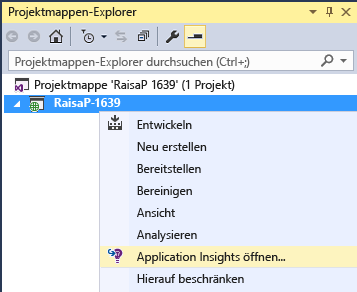 Projektmappen-Explorer
Projektmappen-Explorer durchsuchen (Ctrl+;)
Projektmappe 'RaisaP 1639' (1 Projekt)
RaisaP-1639
Entwickeln
Neu erstellen
Bereitstellen
Bereinigen
Ansicht
Analysieren
Application Insights öffnen...
Hierauf beschränken